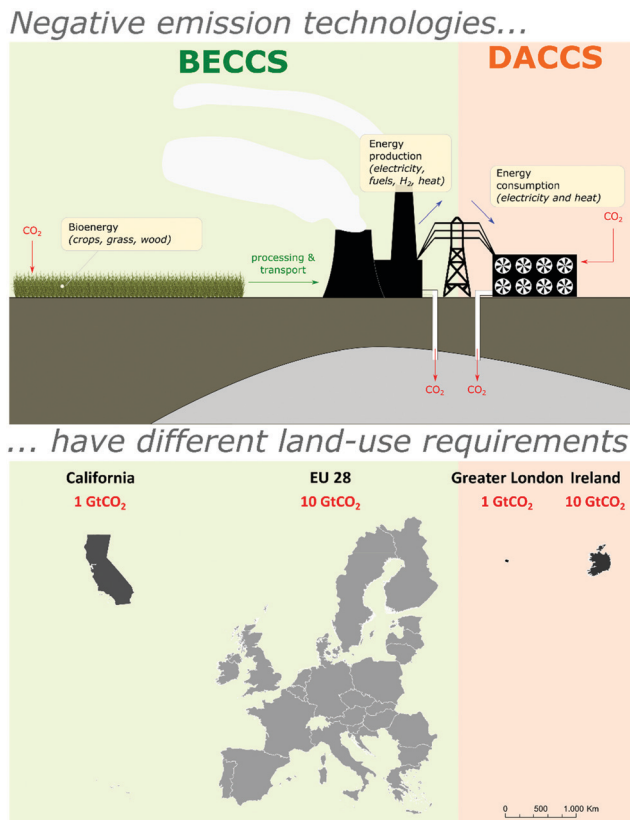 Negative emission technologies...
BECCS
DACCS
Energy
production
(electricity,
fuels, H₂, heat)
Energy
consumption
(electricity and heat)
CO₂
Bioenergy
(crops, grass, wood)
CO₂
processing &
transport
CO₂
CO₂
... have different land-use requirements
California
EU 28
Greater London
Ireland
1 GtCO₂
10 GtCO₂
1 GtCO₂
10 GtCO₂
0 500 1.000 Km